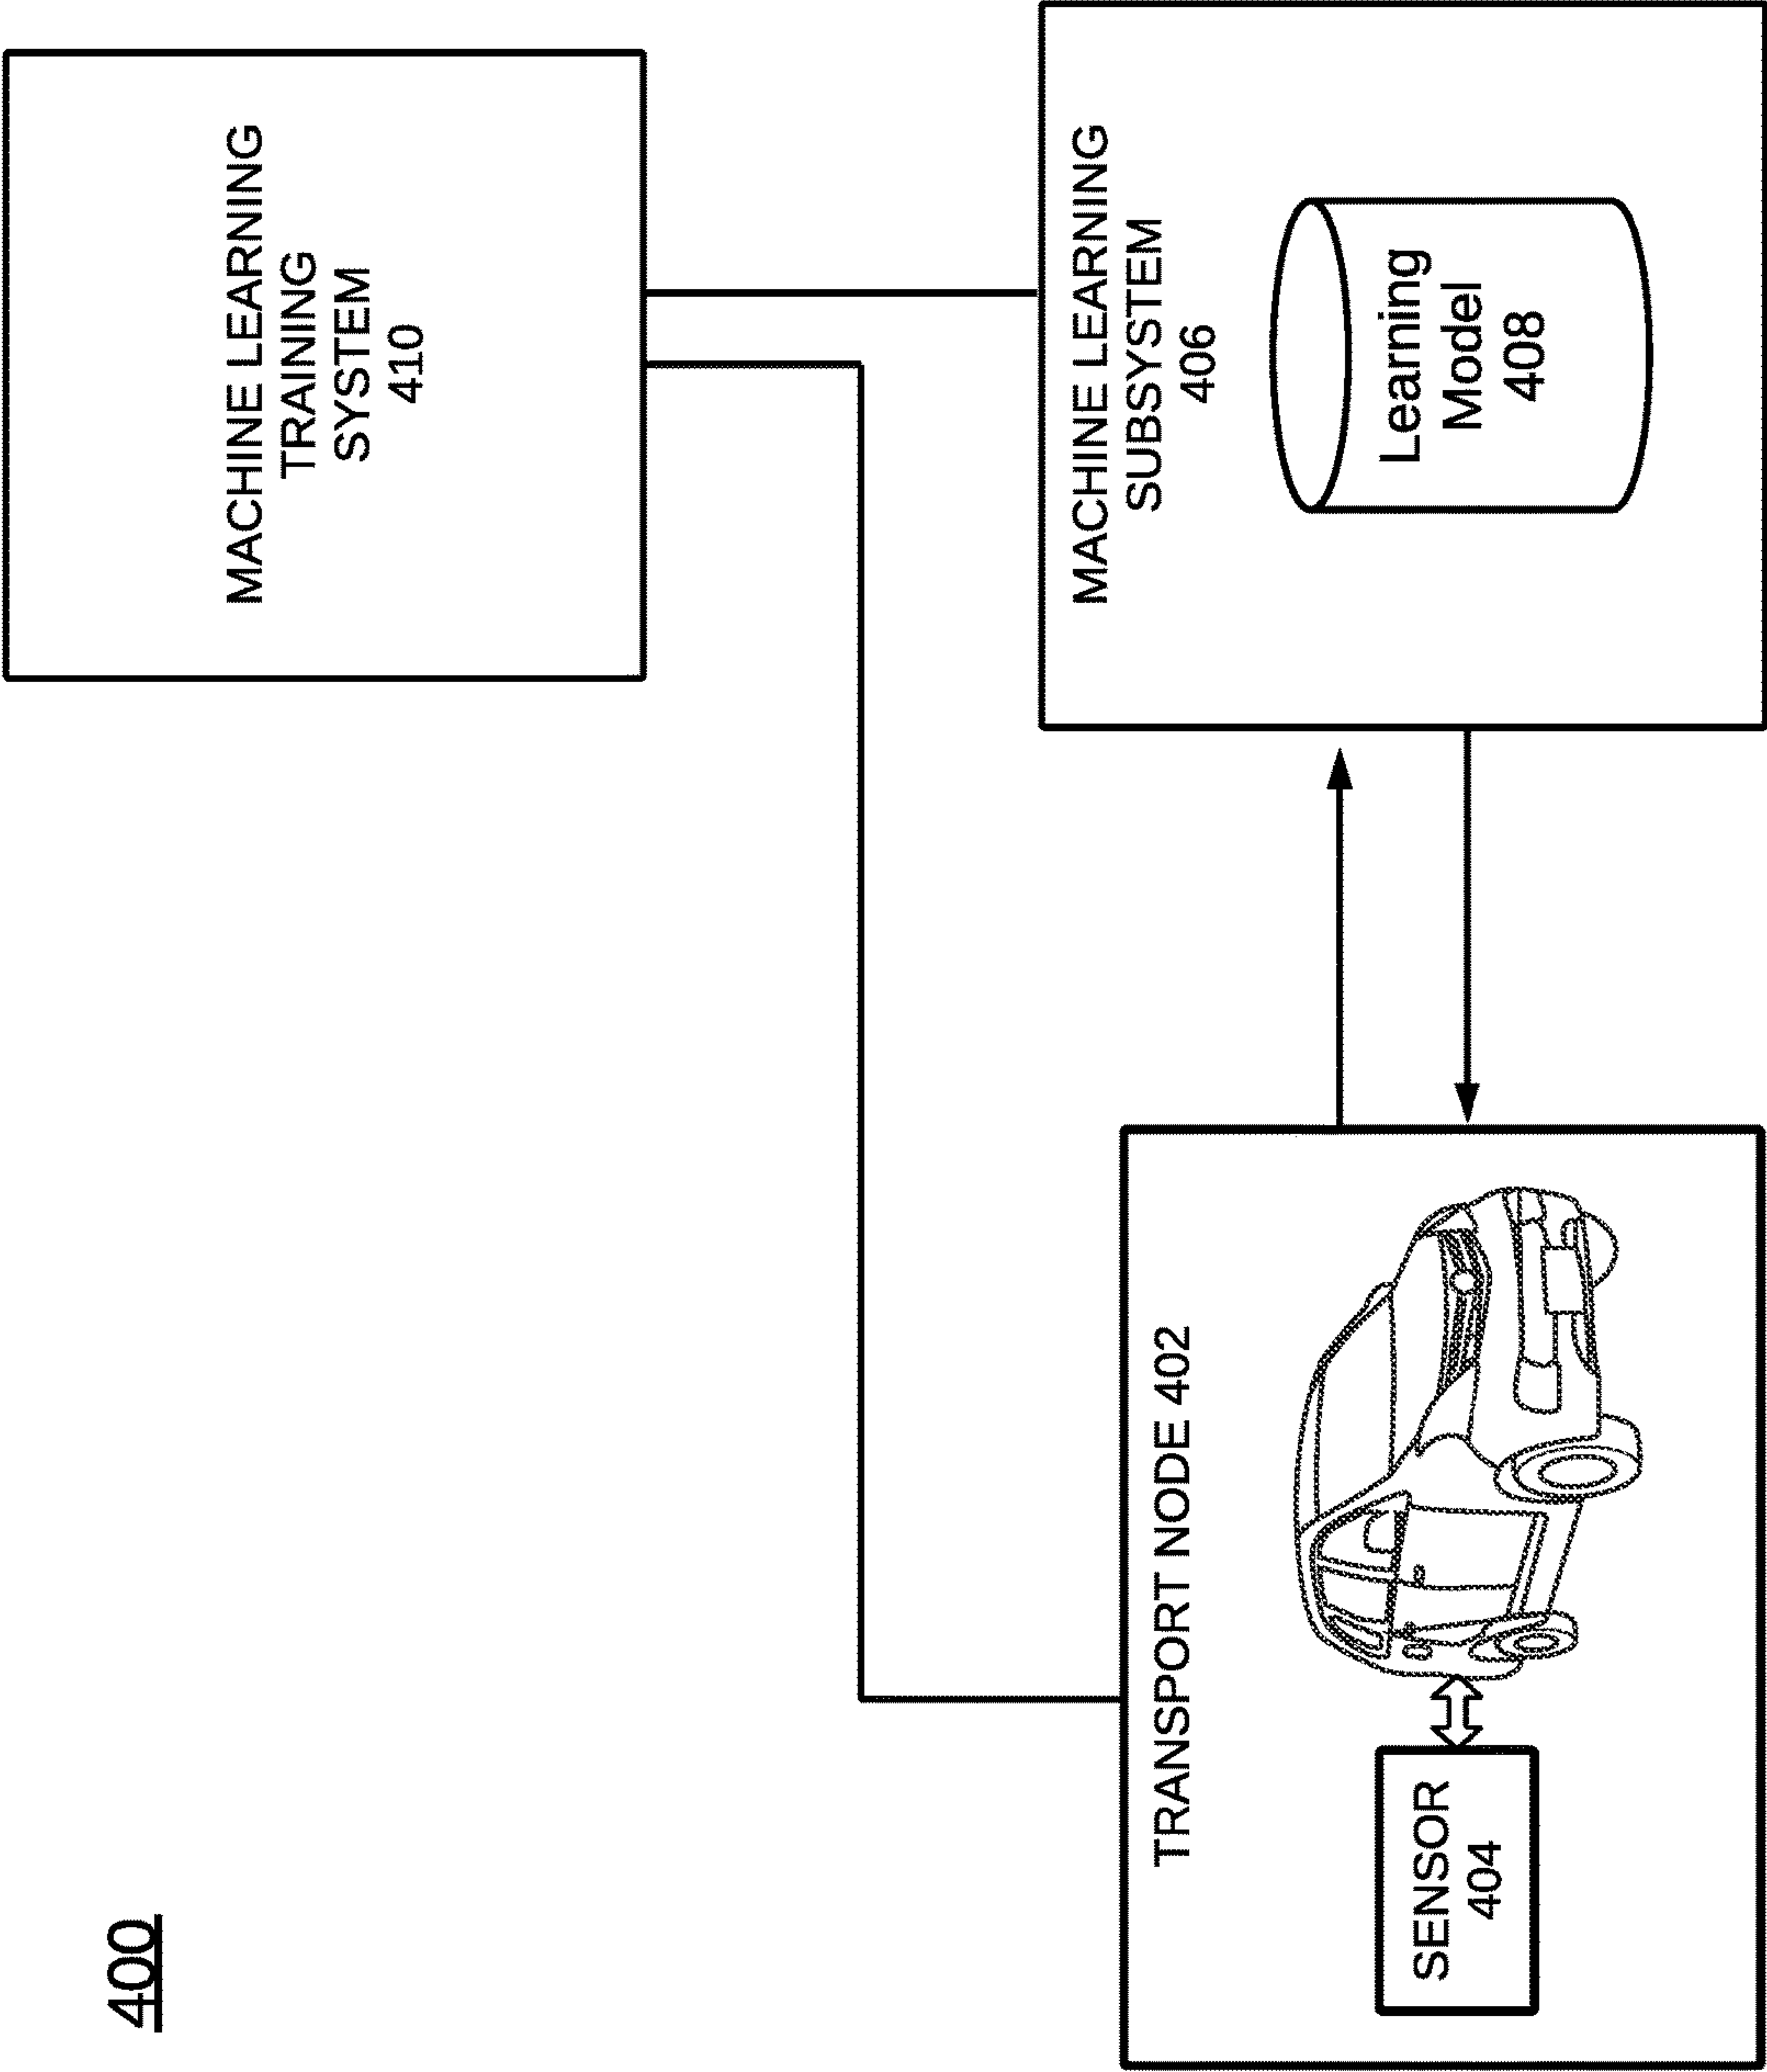 400
MACHINE LEARNING
TRAINING
SYSTEM
410
TRANSPORT NODE 402
SENSOR
404
MACHINE LEARNING
SUBSYSTEM
406
Learning
Model
408